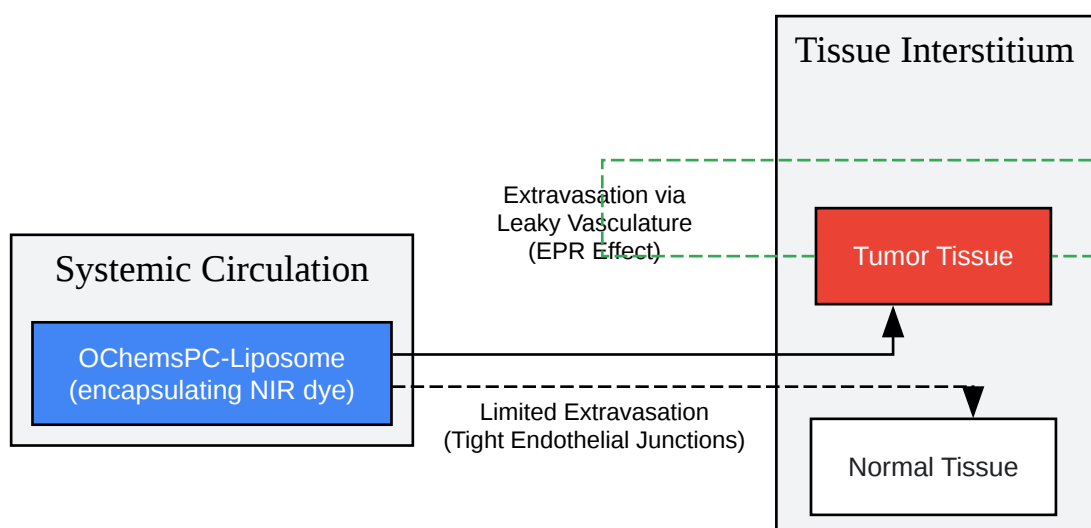 Tissue Interstitium
Extravasation via
Leaky Vasculature
(EPR Effect)
Tumor Tissue
Systemic Circulation
OChemsPC-Liposome
(encapsulating NIR dye)
Limited Extravasation
(Tight Endothelial Junctions)
Normal Tissue